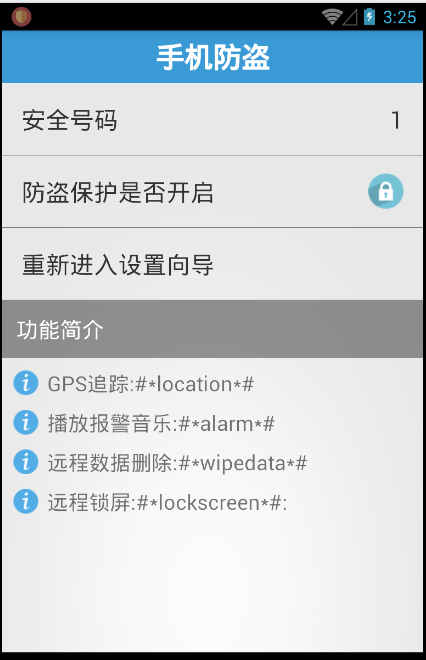 3:25
手机防盗
安全号码 1
防盗保护是否开启
重新进入设置向导
功能简介
GPS追踪:#*location*#
播放报警音乐:#*alarm*#
远程数据删除:#*wipedata*#
远程锁屏:#*lockscreen*#: